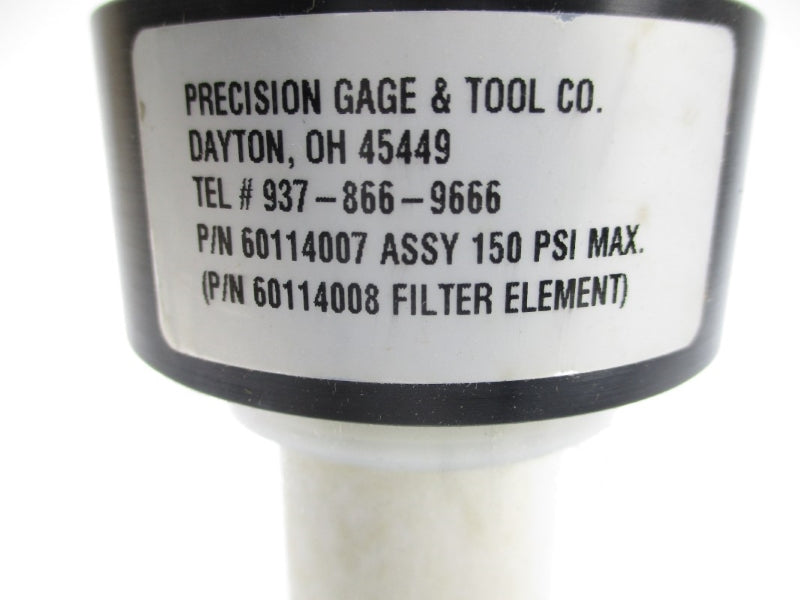 PRECISION GAGE & TOOL CO.
DAYTON, OH 45449
TEL # 937-866-9666
P/N 60114007 ASSY 150 PSI MAX.
(P/N 60114008 FILTER ELEMENT)